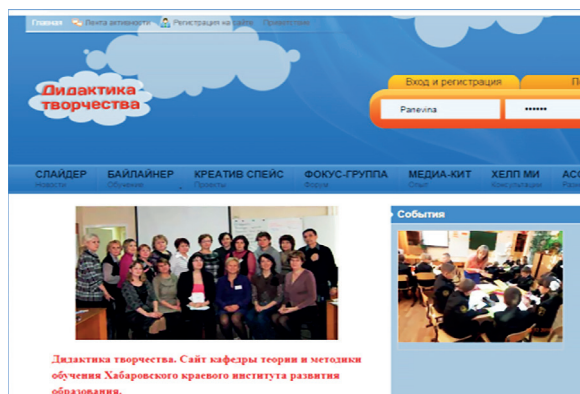 Главная Лента активности Регистрация на сайте Приветствие
Дидактика
творчества
Вход и регистрация
Panevina ••••••
СЛАЙДЕР БАЙЛАЙНЕР КРЕАТИВ СПЕЙС ФОКУС-ГРУППА МЕДИА-КИТ ХЕЛП МИ
Новости Обучение Проекты Форум Опыт Консультации
События
Дидактика творчества. Сайт кафедры теории и методики
обучения Хабаровского краевого института развития
образования.